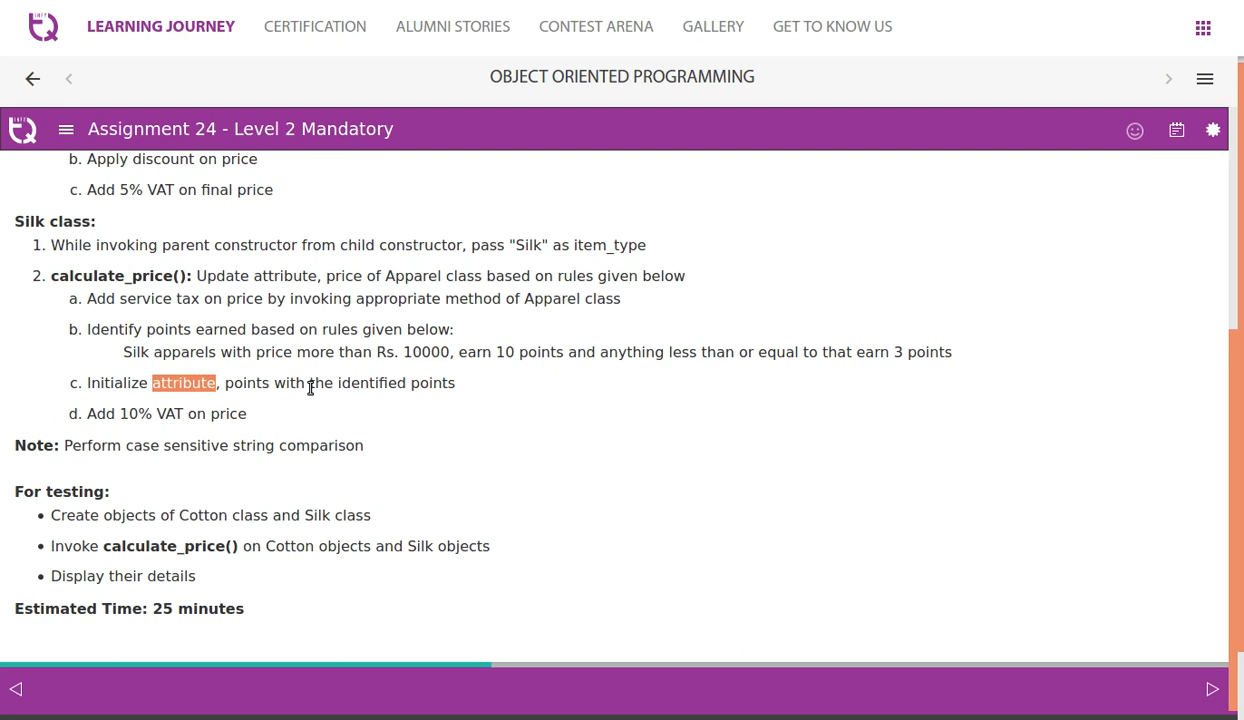 INFY
TQ
LEARNING JOURNEY CERTIFICATION ALUMNI STORIES CONTEST ARENA GALLERY GET TO KNOW US
OBJECT ORIENTED PROGRAMMING
INFY
TQ
Assignment 24 - Level 2 Mandatory
b. Apply discount on price
c. Add 5% VAT on final price
Silk class:
1. While invoking parent constructor from child constructor, pass "Silk" as item_type
2. calculate_price(): Update attribute, price of Apparel class based on rules given below
a. Add service tax on price by invoking appropriate method of Apparel class
b. Identify points earned based on rules given below:
Silk apparels with price more than Rs. 10000, earn 10 points and anything less than or equal to that earn 3 points
c. Initialize attribute, points with the identified points
d. Add 10% VAT on price
Note: Perform case sensitive string comparison
For testing:
• Create objects of Cotton class and Silk class
• Invoke calculate_price() on Cotton objects and Silk objects
• Display their details
Estimated Time: 25 minutes